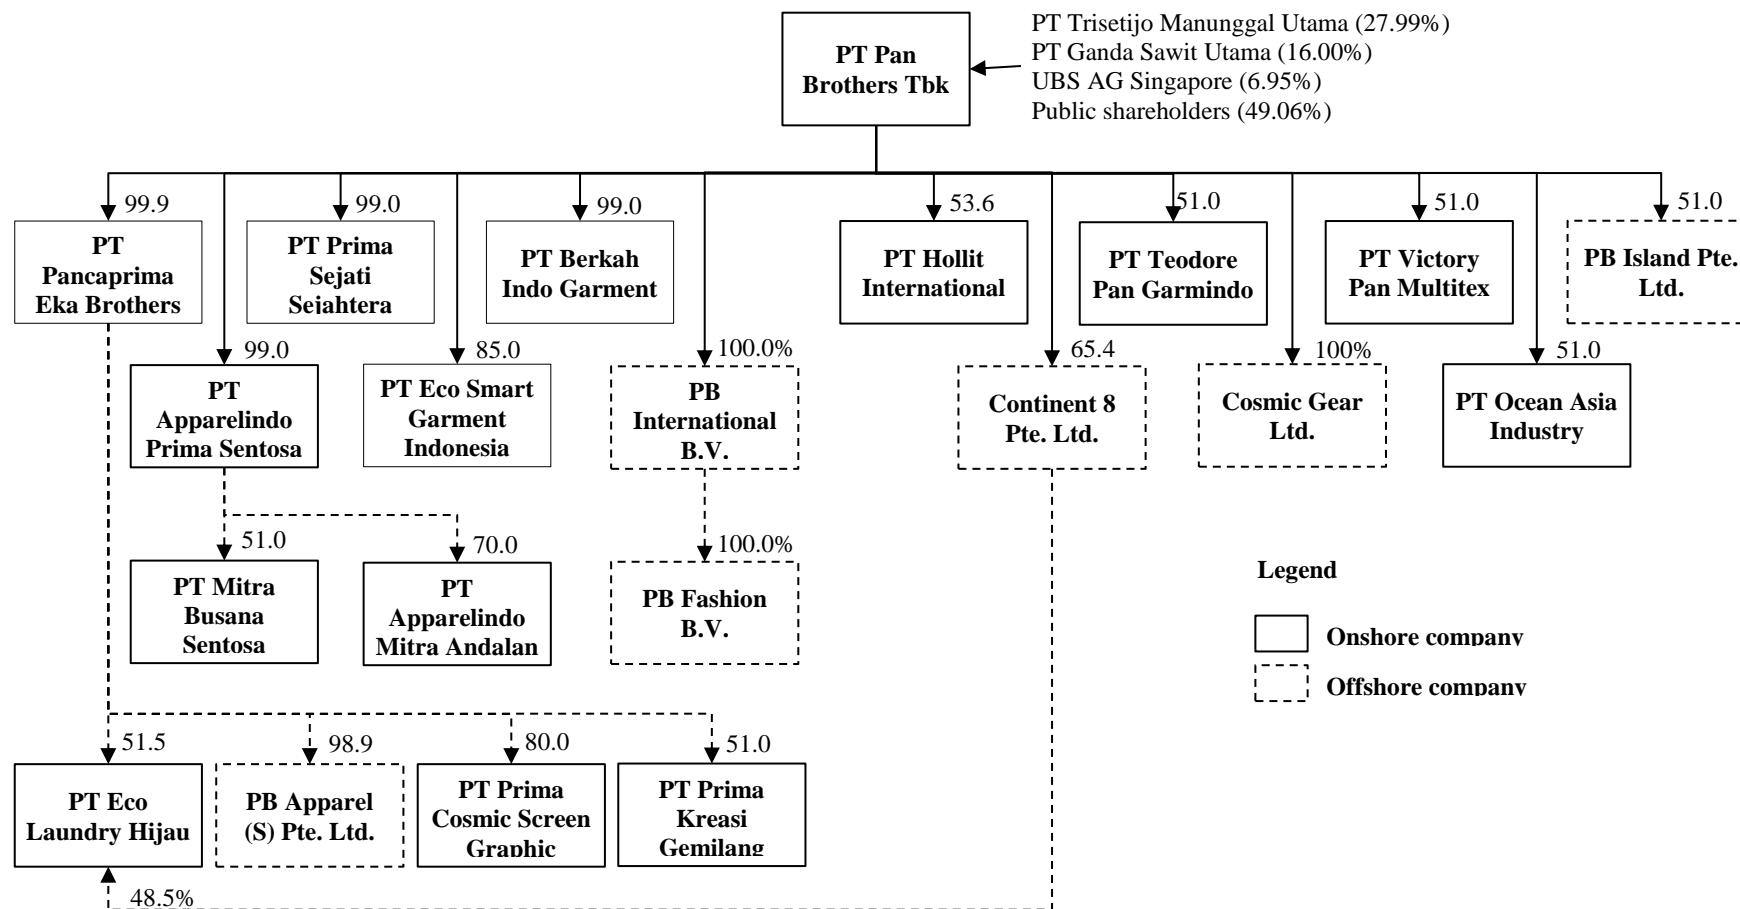 PT Pan
Brothers Tbk
PT Trisetijo Manunggal Utama (27.99%)
PT Ganda Sawit Utama (16.00%)
UBS AG Singapore (6.95%)
Public shareholders (49.06%)
99.9
PT
Pancaprima
Eka Brothers
99.0
PT Prima
Sejati
Sejahtera
99.0
PT Berkah
Indo Garment
53.6
PT Hollit
International
51.0
PT Teodore
Pan Garmindo
51.0
PT Victory
Pan Multitex
51.0
PB Island Pte.
Ltd.
99.0
PT
Apparelindo
Prima Sentosa
85.0
PT Eco Smart
Garment
Indonesia
100.0%
PB
International
B.V.
65.4
Continent 8
Pte. Ltd.
100%
Cosmic Gear
Ltd.
51.0
PT Ocean Asia
Industry
51.0
PT Mitra
Busana
Sentosa
70.0
PT
Apparelindo
Mitra Andalan
100.0%
PB Fashion
B.V.
Legend
Onshore company
Offshore company
51.5
PT Eco
Laundry Hijau
98.9
PB Apparel
(S) Pte. Ltd.
80.0
PT Prima
Cosmic Screen
Graphic
51.0
PT Prima
Kreasi
Gemilang
48.5%